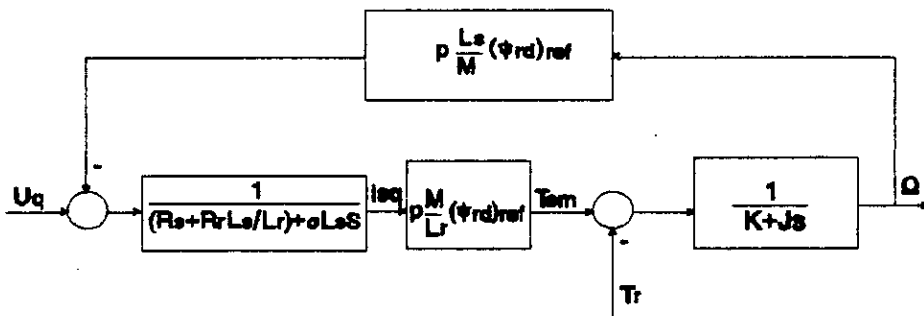 p Ls/M (Ψrd)ref
-
Uq
1/((Rs+RrLs/Lr)+σLsS)
isq
p M/Lr (Ψrd)ref
Tem
-
1/(K+Js)
Ω
Tr